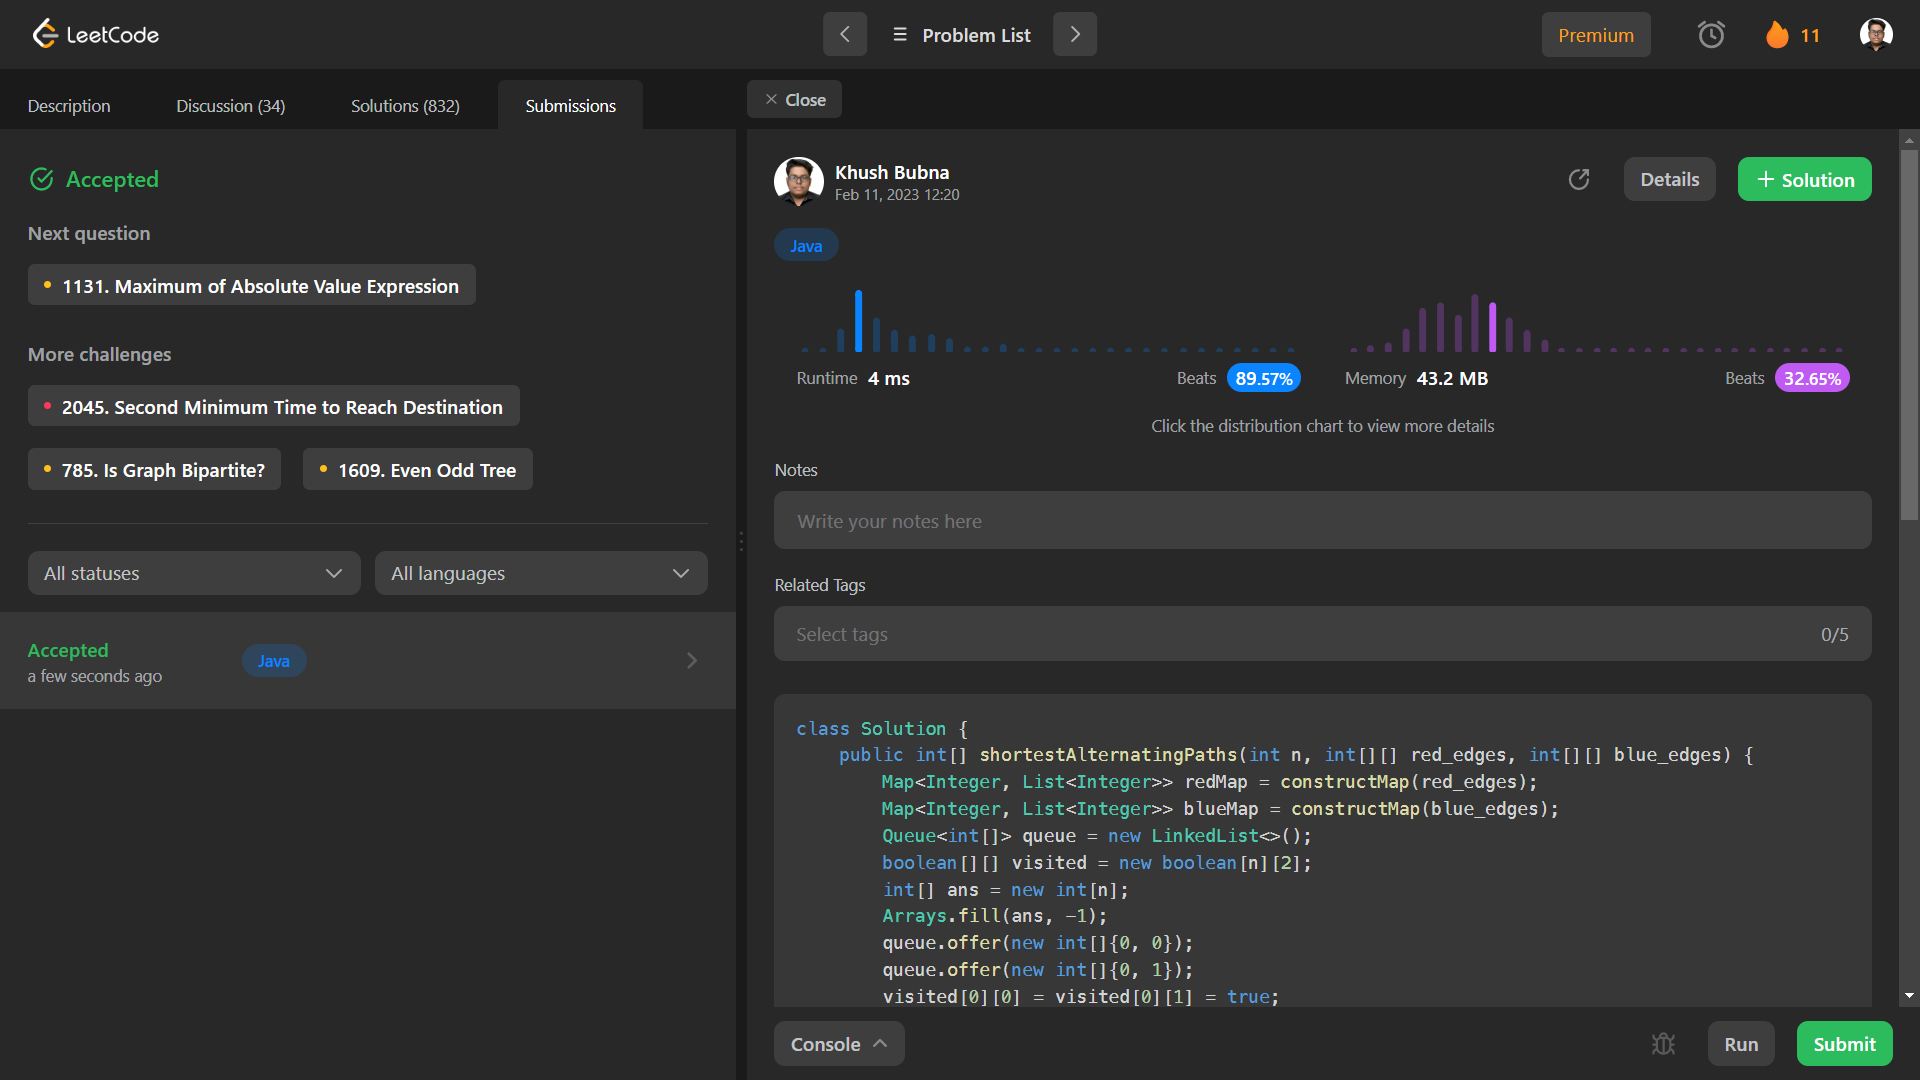 LeetCode
Problem List
Premium
11
Description
Discussion (34)
Solutions (832)
Submissions
Close
Accepted
Next question
1131. Maximum of Absolute Value Expression
More challenges
2045. Second Minimum Time to Reach Destination
785. Is Graph Bipartite?
1609. Even Odd Tree
All statuses
All languages
Accepted
a few seconds ago
Java
Khush Bubna
Feb 11, 2023 12:20
Details
+ Solution
Java
Runtime 4 ms
Beats 89.57%
Memory 43.2 MB
Beats 32.65%
Click the distribution chart to view more details
Notes
Write your notes here
Related Tags
Select tags
0/5
class Solution {
    public int[] shortestAlternatingPaths(int n, int[][] red_edges, int[][] blue_edges) {
        Map<Integer, List<Integer>> redMap = constructMap(red_edges);
        Map<Integer, List<Integer>> blueMap = constructMap(blue_edges);
        Queue<int[]> queue = new LinkedList<>();
        boolean[][] visited = new boolean[n][2];
        int[] ans = new int[n];
        Arrays.fill(ans, -1);
        queue.offer(new int[]{0, 0});
        queue.offer(new int[]{0, 1});
        visited[0][0] = visited[0][1] = true;
Console
Run
Submit